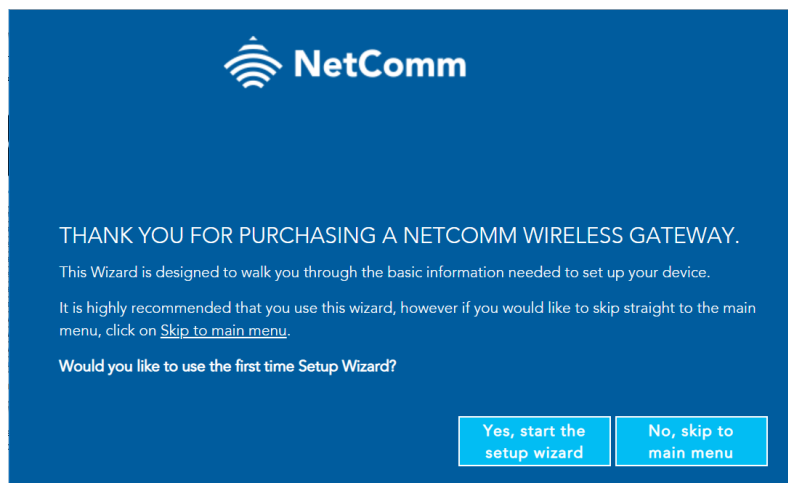 NetComm
THANK YOU FOR PURCHASING A NETCOMM WIRELESS GATEWAY.
This Wizard is designed to walk you through the basic information needed to set up your device.
It is highly recommended that you use this wizard, however if you would like to skip straight to the main
menu, click on Skip to main menu.
Would you like to use the first time Setup Wizard?
Yes, start the
setup wizard
No, skip to
main menu